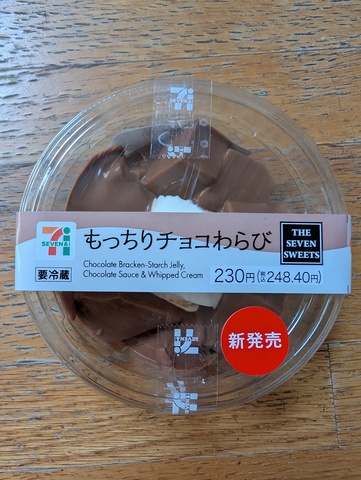 SEVEN & i
7i
SEVEN&i
もっちりチョコわらび
THE
SEVEN
SWEETS
要冷蔵
Chocolate Bracken-Starch Jelly,
Chocolate Sauce & Whipped Cream
230円(税込248.40円)
新発売